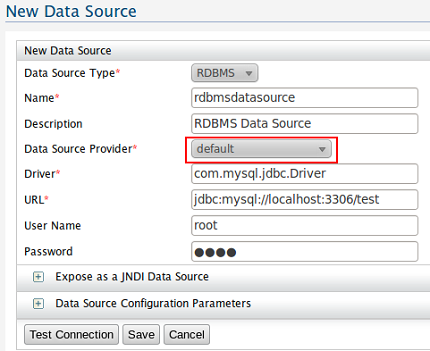 New Data Source
New Data Source
Data Source Type* RDBMS
Name* rdbmsdatasource
Description RDBMS Data Source
Data Source Provider* default
Driver* com.mysql.jdbc.Driver
URL* jdbc:mysql://localhost:3306/test
User Name root
Password ●●●●
Expose as a JNDI Data Source
Data Source Configuration Parameters
Test Connection Save Cancel